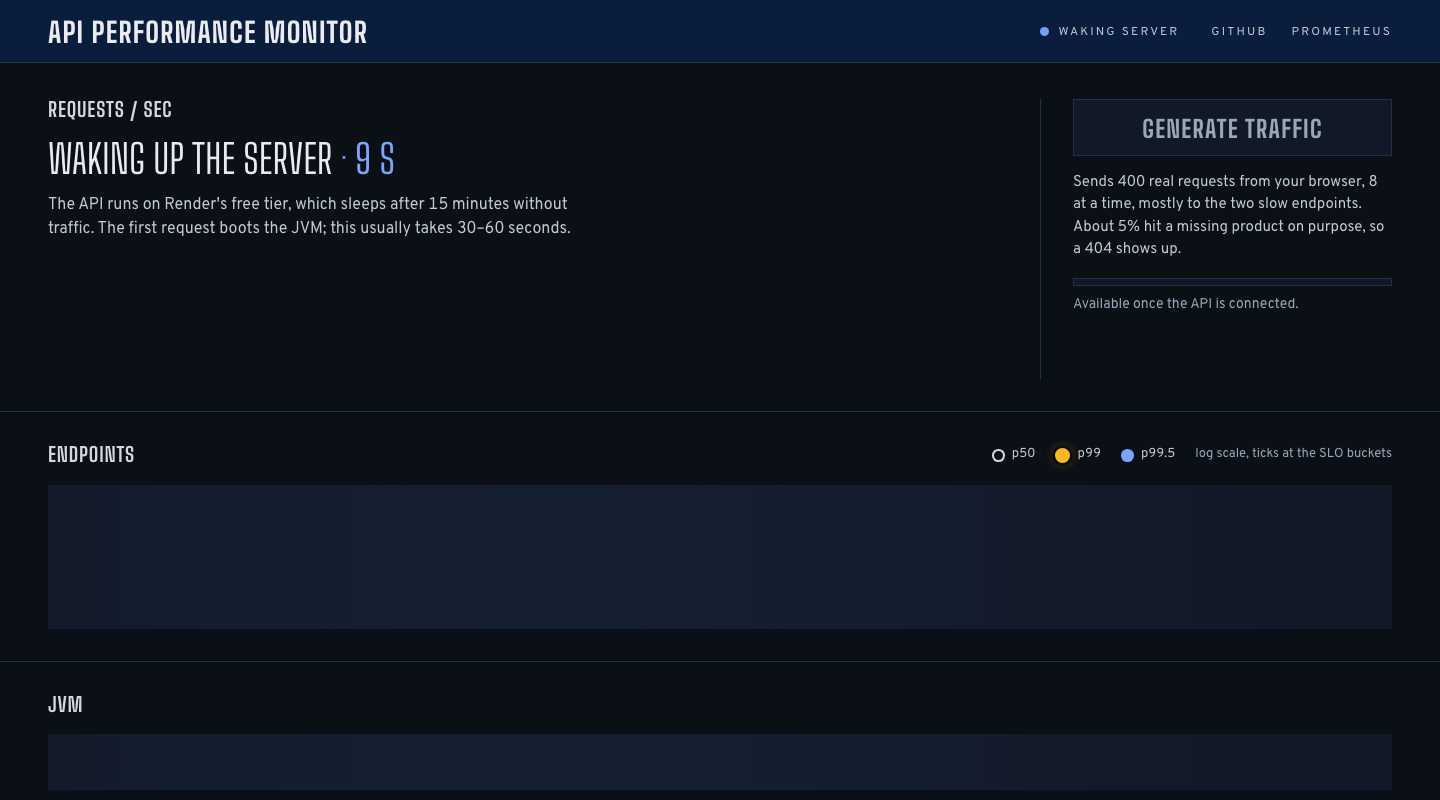 API PERFORMANCE MONITOR
WAKING SERVER
GITHUB
PROMETHEUS
REQUESTS / SEC
WAKING UP THE SERVER · 9 S
The API runs on Render's free tier, which sleeps after 15 minutes without
traffic. The first request boots the JVM; this usually takes 30–60 seconds.
GENERATE TRAFFIC
Sends 400 real requests from your browser, 8
at a time, mostly to the two slow endpoints.
About 5% hit a missing product on purpose, so
a 404 shows up.
Available once the API is connected.
ENDPOINTS
p50
p99
p99.5
log scale, ticks at the SLO buckets
JVM